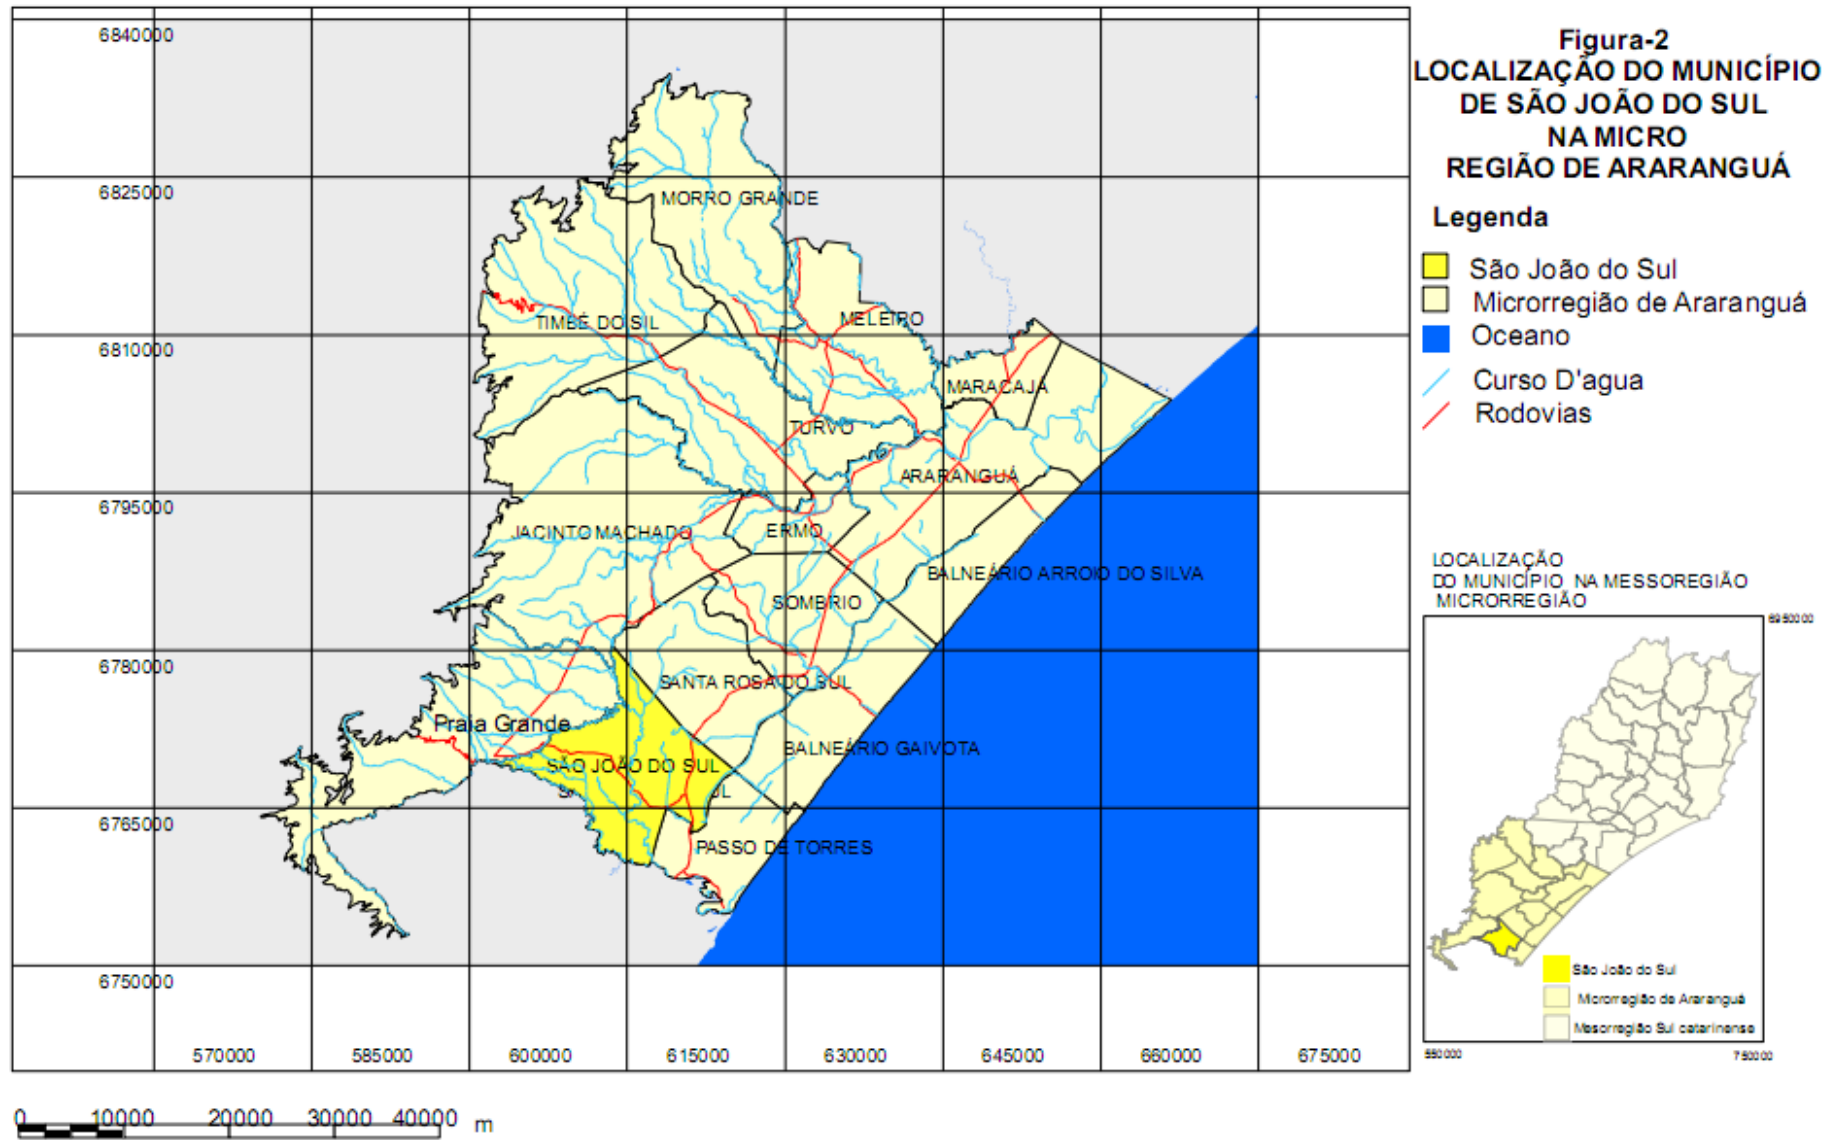 Figura-2
LOCALIZAÇÃO DO MUNICÍPIO
DE SÃO JOÃO DO SUL
NA MICRO
REGIÃO DE ARARANGUÁ
Legenda
São João do Sul
Microrregião de Araranguá
Oceano
Curso D'agua
Rodovias
6840000
6825000
6810000
6795000
6780000
6765000
6750000
MORRO GRANDE
TIMBÉ DO SIL
MELEIRO
MARACAJÁ
TURVO
ARARANGUÁ
JACINTO MACHADO
ERMO
BALNEÁRIO ARROIO DO SILVA
SOMBRIO
SANTA ROSA DO SUL
Praia Grande
BALNEÁRIO GAIVOTA
SÃO JOÃO DO SUL
PASSO DE TORRES
570000 585000 600000 615000 630000 645000 660000 675000
0 10000 20000 30000 40000 m
LOCALIZAÇÃO
DO MUNICÍPIO NA MESSOREGIÃO
MICRORREGIÃO
6950000
São João do Sul
Microrregião de Araranguá
Mesorregião Sul catarinense
550000 750000